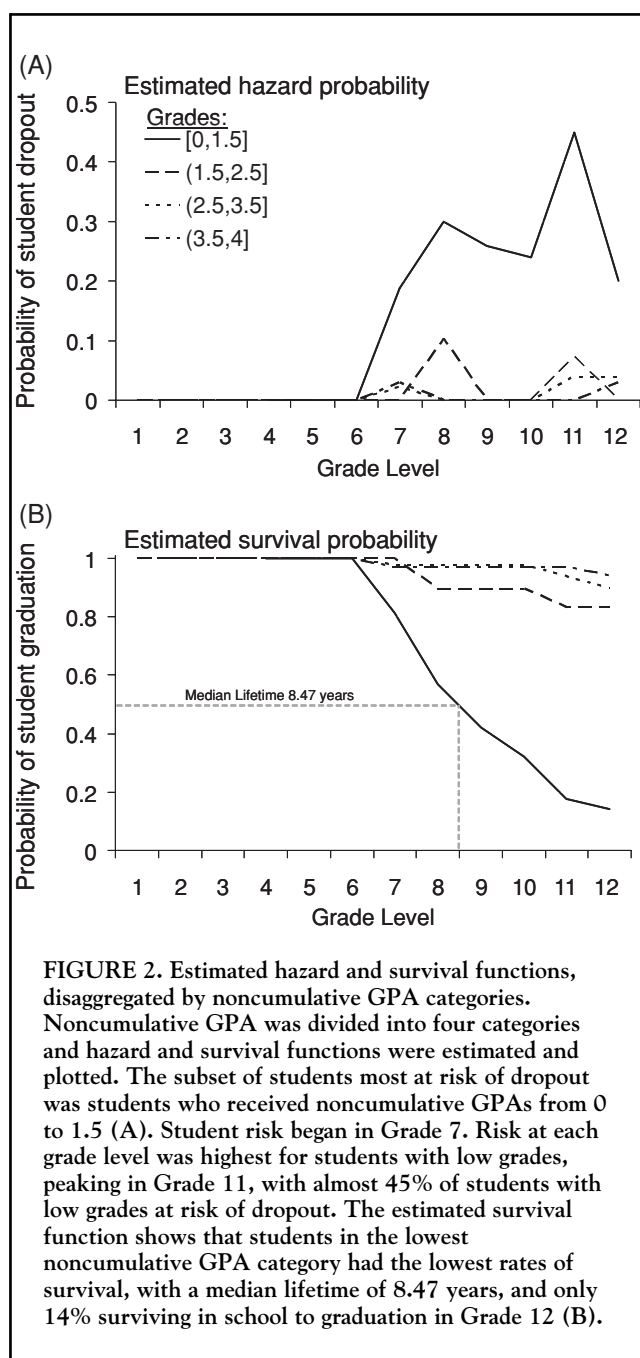 (A)
Estimated hazard probability
Probability of student dropout
0.5
0.4
0.3
0.2
0.1
0
Grades:
[0,1.5]
(1.5,2.5]
(2.5,3.5]
(3.5,4]
1 2 3 4 5 6 7 8 9 10 11 12
Grade Level
(B)
Estimated survival probability
Probability of student graduation
1
0.8
0.6
0.4
0.2
0
Median Lifetime 8.47 years
1 2 3 4 5 6 7 8 9 10 11 12
Grade Level
FIGURE 2. Estimated hazard and survival functions,
disaggregated by noncumulative GPA categories.
Noncumulative GPA was divided into four categories
and hazard and survival functions were estimated and
plotted. The subset of students most at risk of dropout
was students who received noncumulative GPAs from 0
to 1.5 (A). Student risk began in Grade 7. Risk at each
grade level was highest for students with low grades,
peaking in Grade 11, with almost 45% of students with
low grades at risk of dropout. The estimated survival
function shows that students in the lowest
noncumulative GPA category had the lowest rates of
survival, with a median lifetime of 8.47 years, and only
14% surviving in school to graduation in Grade 12 (B).